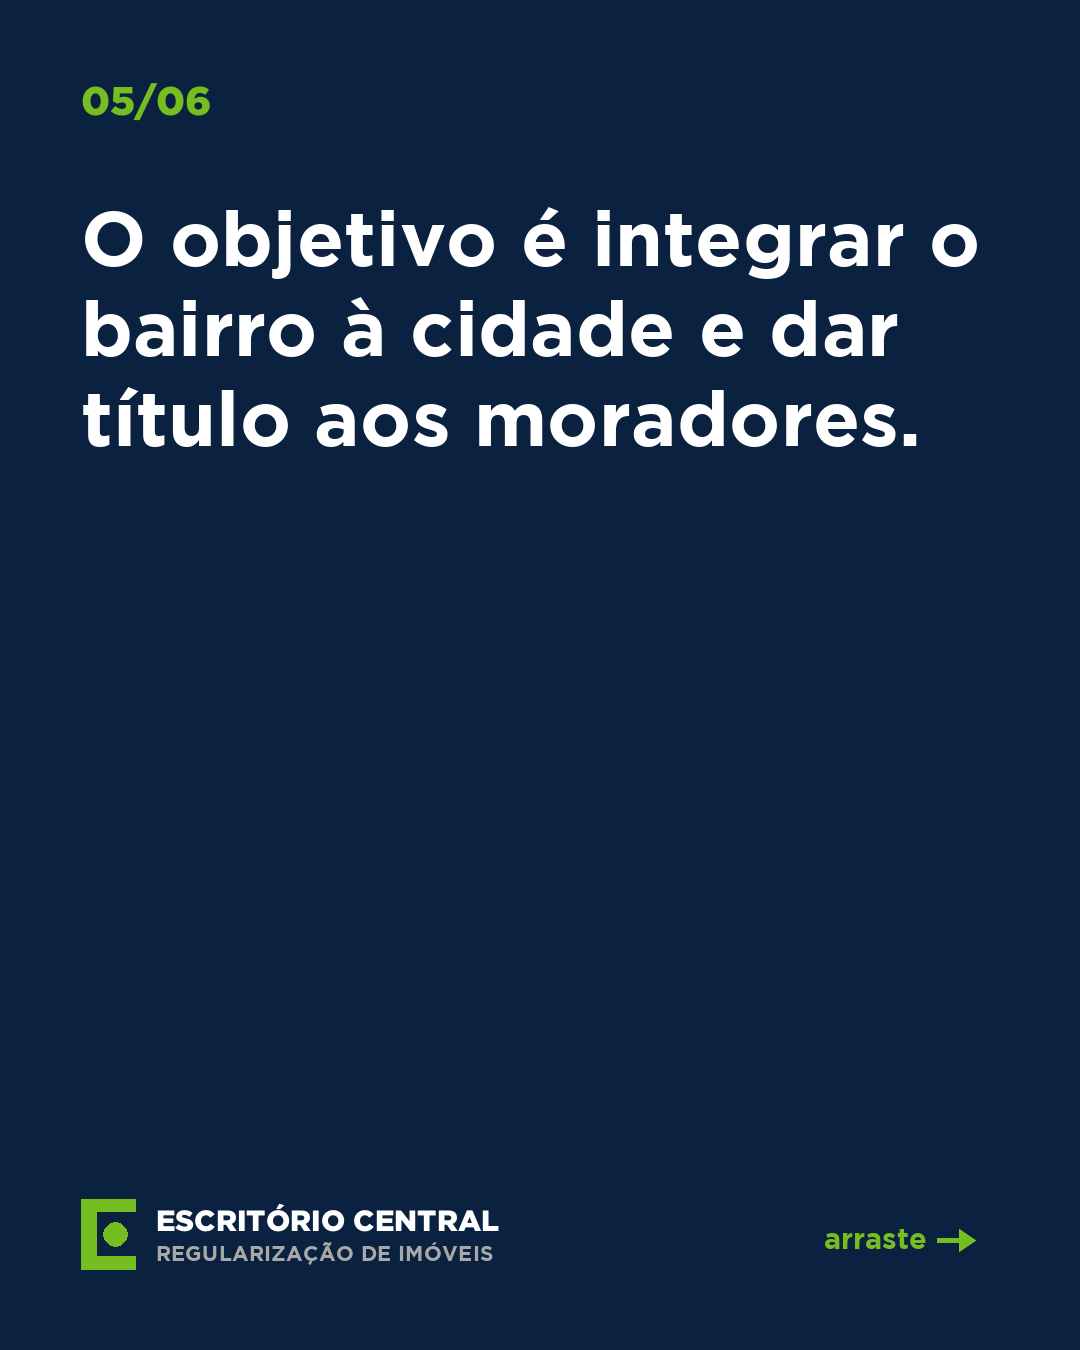 05/06
O objetivo é integrar o
bairro à cidade e dar
título aos moradores.
ESCRITÓRIO CENTRAL
REGULARIZAÇÃO DE IMÓVEIS
arraste